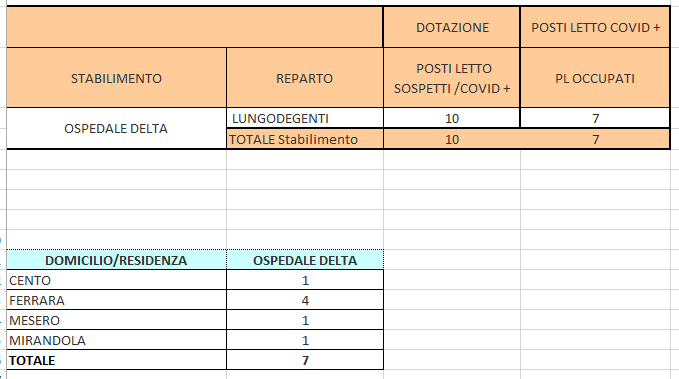 DOTAZIONE POSTI LETTO COVID +
STABILIMENTO REPARTO POSTI LETTO SOSPETTI /COVID + PL OCCUPATI
OSPEDALE DELTA LUNGODEGENTI 10 7
TOTALE Stabilimento 10 7
DOMICILIO/RESIDENZA OSPEDALE DELTA
CENTO 1
FERRARA 4
MESERO 1
MIRANDOLA 1
TOTALE 7